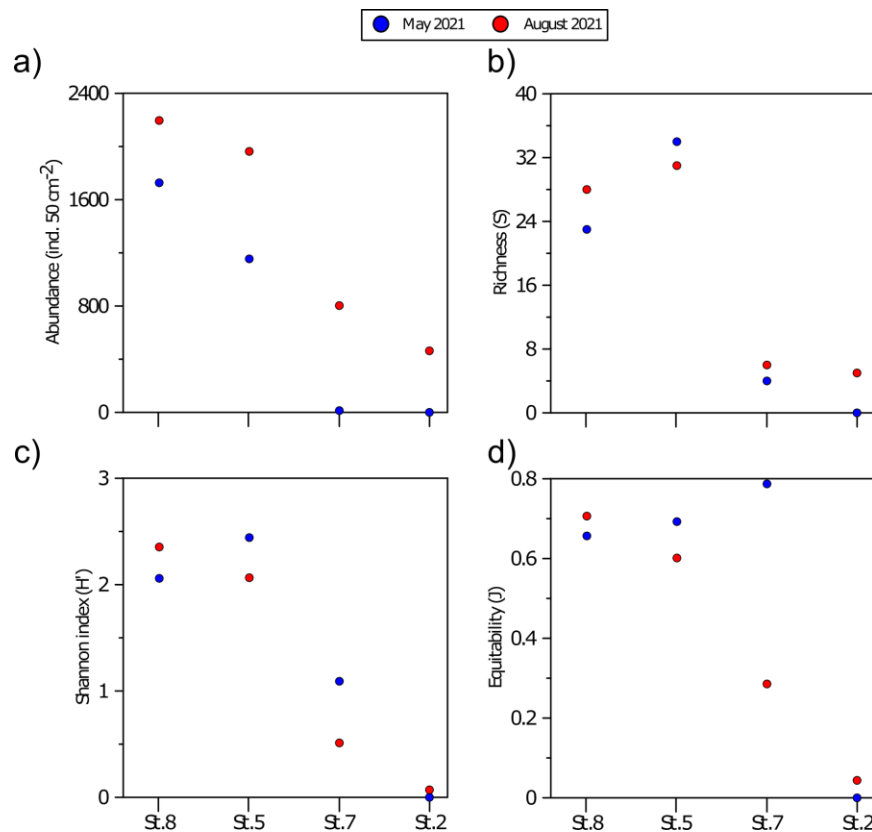 May 2021 August 2021
a)
Abundance (ind. 50 cm-2)
2400
1600
800
0
b)
Richness (S)
40
32
24
16
8
0
c)
Shannon index (H')
3
2
1
0
St.8 St.5 St.7 St.2
d)
Equitability (J)
0.8
0.6
0.4
0.2
0
St.8 St.5 St.7 St.2